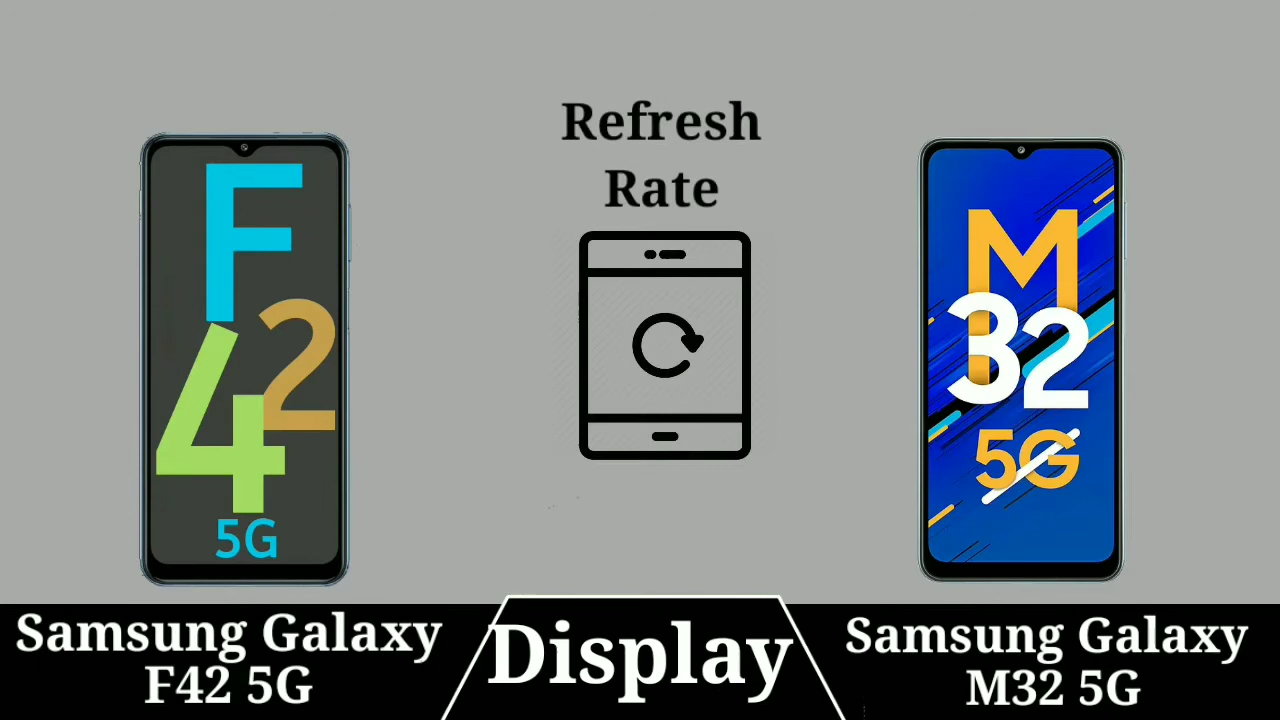 Refresh
Rate
F
42
5G
M
32
5G
Samsung Galaxy
F42 5G
Display
Samsung Galaxy
M32 5G